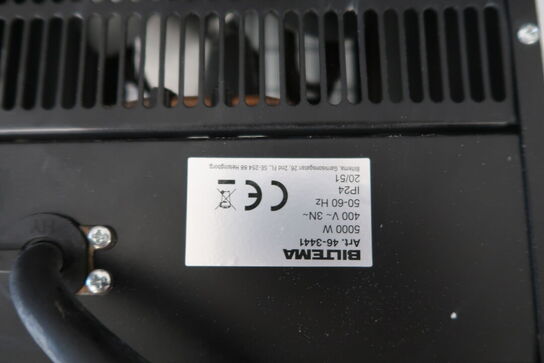 BILTEMA
Art. 46-3441
5000 W
400 V ~ 3N~
50-60 Hz
IP24
20/51
Biltema, Garnisonsgatan 26, 2nd FL, SE-254 66 Helsingborg
CE